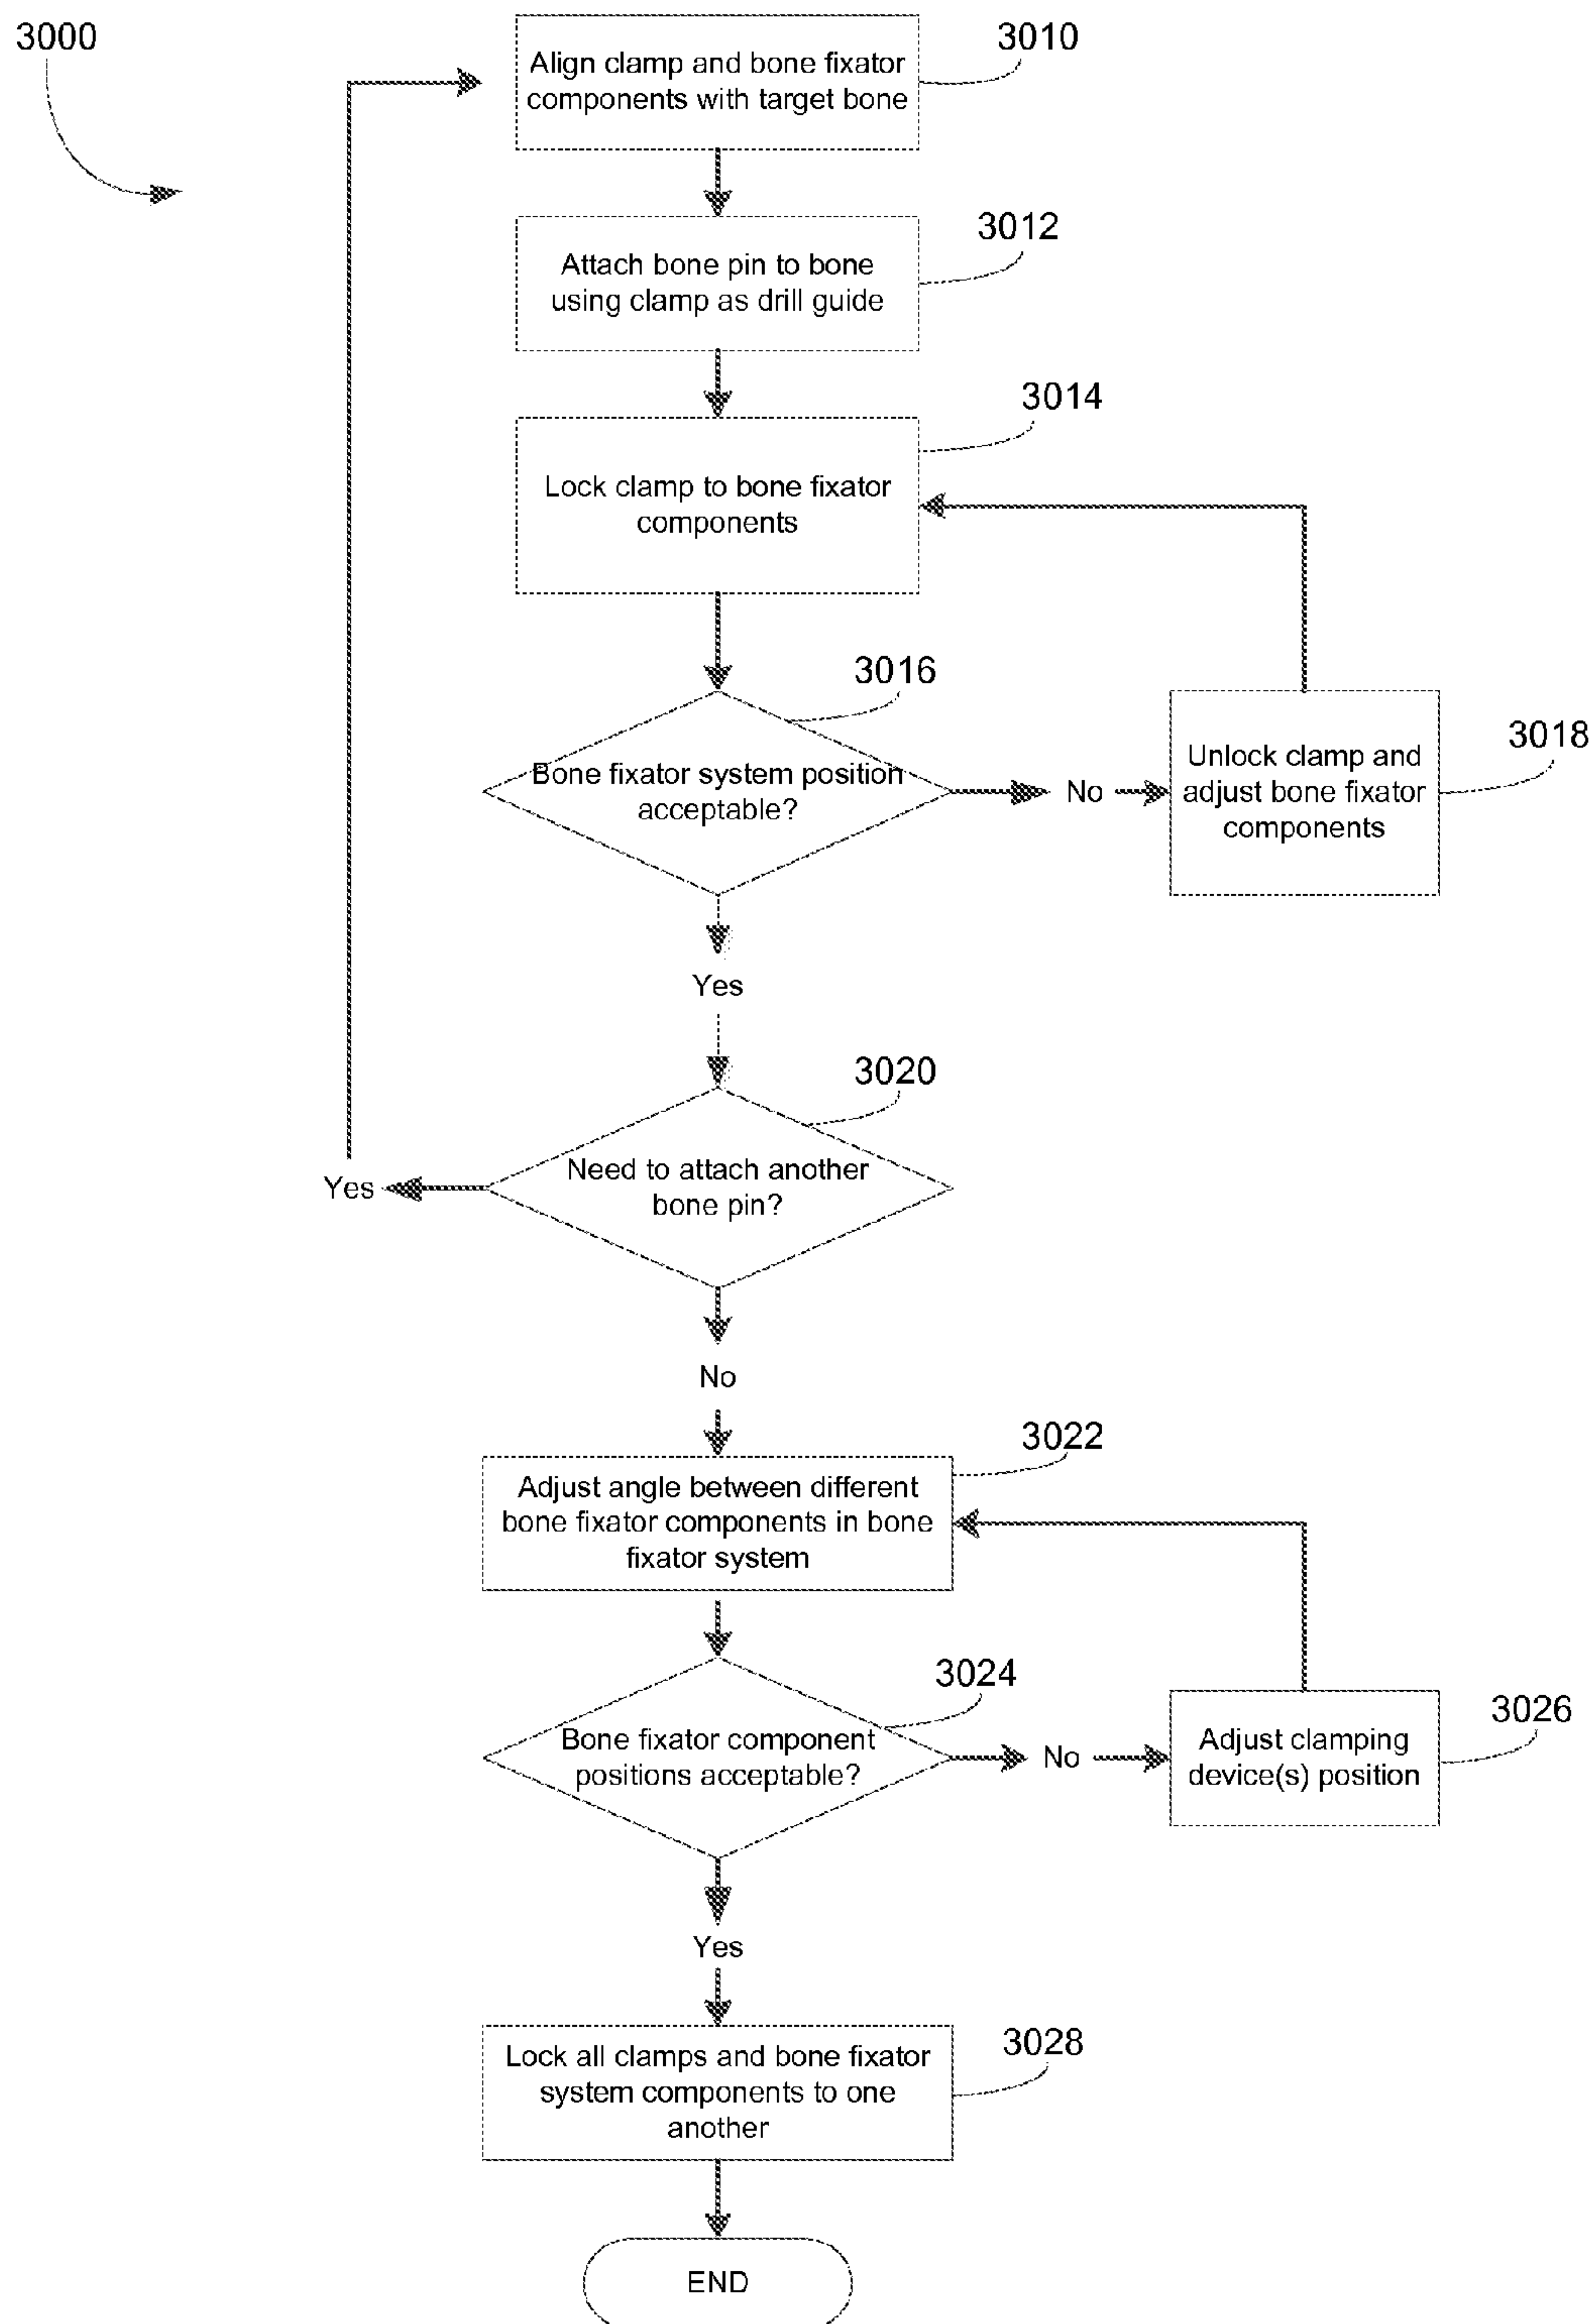 3000
3010
Align clamp and bone fixator
components with target bone
3012
Attach bone pin to bone
using clamp as drill guide
3014
Lock clamp to bone fixator
components
3016
Bone fixator system position
acceptable?
No
3018
Unlock clamp and
adjust bone fixator
components
Yes
3020
Need to attach another
bone pin?
Yes
No
3022
Adjust angle between different
bone fixator components in bone
fixator system
3024
Bone fixator component
positions acceptable?
No
3026
Adjust clamping
device(s) position
Yes
3028
Lock all clamps and bone fixator
system components to one
another
END